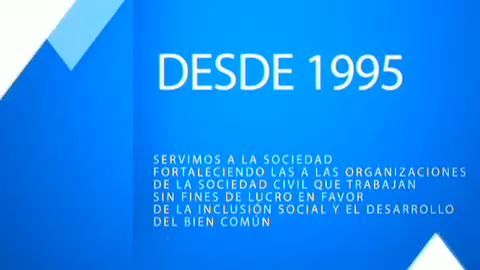 DESDE 1995
SERVIMOS A LA SOCIEDAD
FORTALECIENDO LAS A LAS ORGANIZACIONES
DE LA SOCIEDAD CIVIL QUE TRABAJAN
SIN FINES DE LUCRO EN FAVOR
DE LA INCLUSIÓN SOCIAL Y EL DESARROLLO
DEL BIEN COMÚN